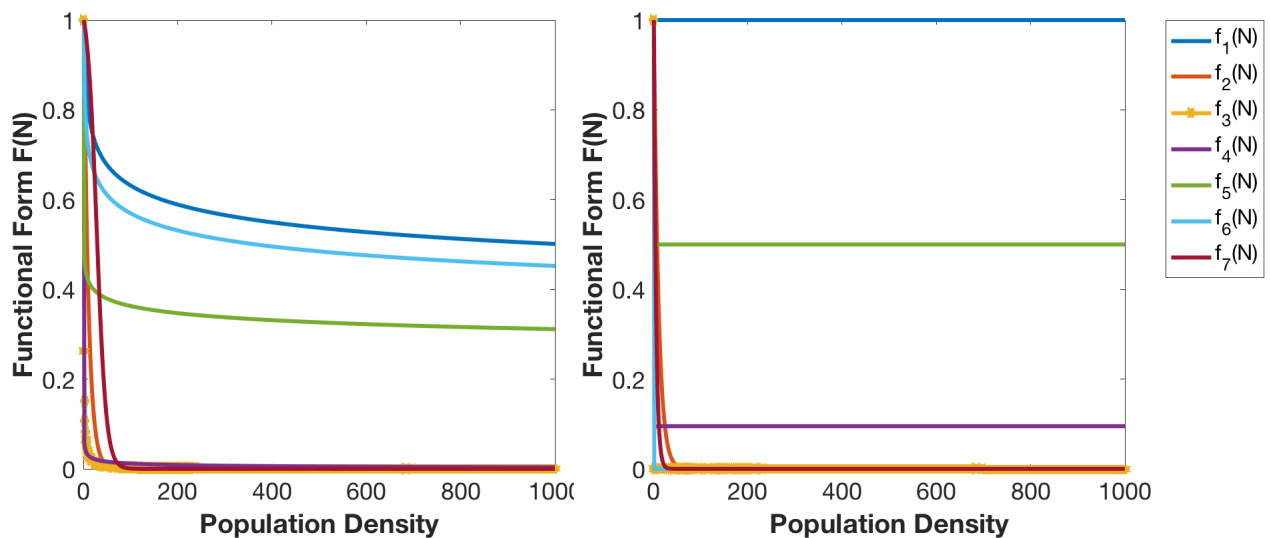 1
0.8
0.6
0.4
0.2
0
Functional Form F(N)
0 200 400 600 800 1000
Population Density
1
0.8
0.6
0.4
0.2
0
Functional Form F(N)
0 200 400 600 800 1000
Population Density
f1(N)
f2(N)
f3(N)
f4(N)
f5(N)
f6(N)
f7(N)